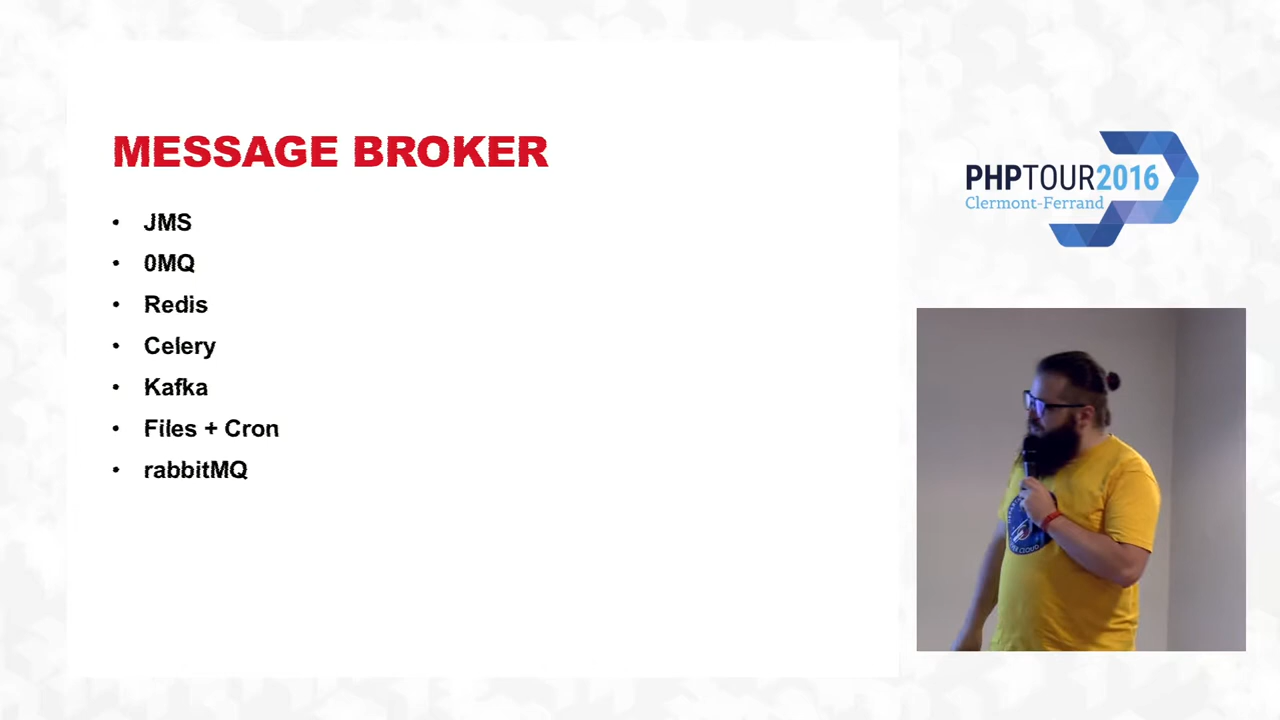 MESSAGE BROKER
• JMS
• 0MQ
• Redis
• Celery
• Kafka
• Files + Cron
• rabbitMQ
PHPTOUR2016
Clermont-Ferrand